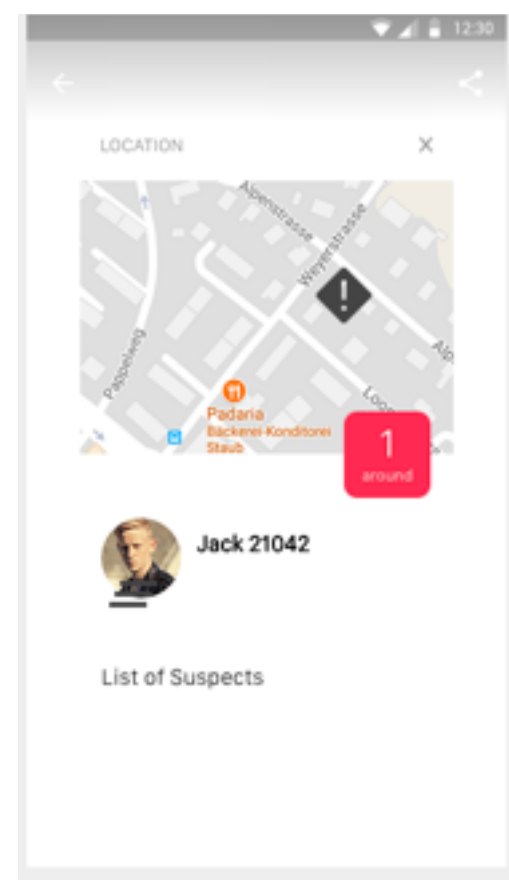 12:30
LOCATION
Alpenstrasse
Weyerstrasse
Pappelweg
Padaria
Bäckerei-Konditorei
Staub
1
around
Jack 21042
List of Suspects